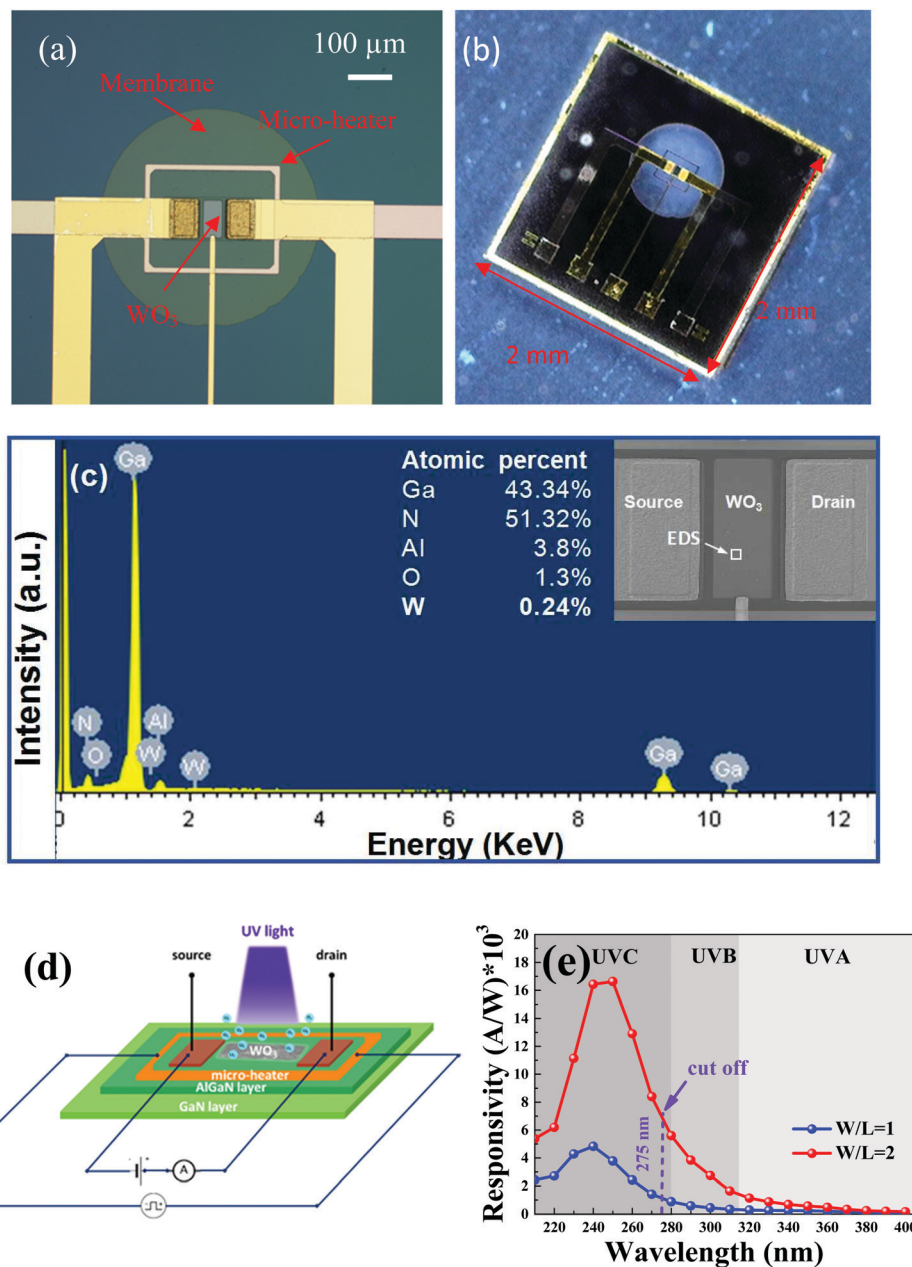 (a)
100 µm
Membrane
Micro-heater
WO₃
(b)
2 mm
2 mm
(c)
Ga
N
O
Al
W
W
Ga
Ga
Atomic percent
Ga 43.34%
N 51.32%
Al 3.8%
O 1.3%
W 0.24%
Source
WO₃
Drain
EDS
Intensity (a.u.)
0 2 4 6 8 10 12
Energy (KeV)
(d)
UV light
source
drain
WO₃
micro-heater
AlGaN layer
GaN layer
A
(e)
UVC
UVB
UVA
Responsivity (A/W)*10³
20
18
16
14
12
10
8
6
4
2
0
cut off
275 nm
W/L=1
W/L=2
220 240 260 280 300 320 340 360 380 400
Wavelength (nm)